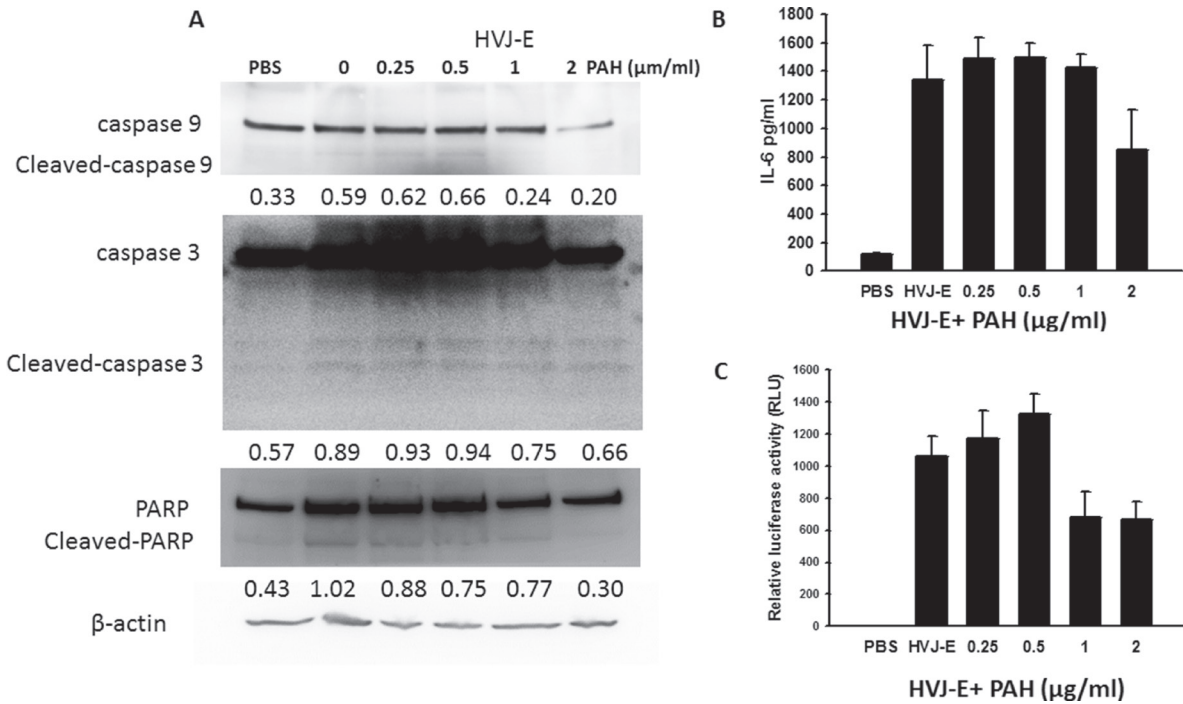 A
HVJ-E
PBS 0 0.25 0.5 1 2 PAH (μm/ml)
caspase 9
Cleaved-caspase 9
0.33 0.59 0.62 0.66 0.24 0.20
caspase 3
Cleaved-caspase 3
0.57 0.89 0.93 0.94 0.75 0.66
PARP
Cleaved-PARP
0.43 1.02 0.88 0.75 0.77 0.30
β-actin
B
IL-6 pg/ml
1800
1600
1400
1200
1000
800
600
400
200
0
PBS HVJ-E 0.25 0.5 1 2
HVJ-E+ PAH (μg/ml)
C
Relative luciferase activity (RLU)
1600
1400
1200
1000
800
600
400
200
0
PBS HVJ-E 0.25 0.5 1 2
HVJ-E+ PAH (μg/ml)